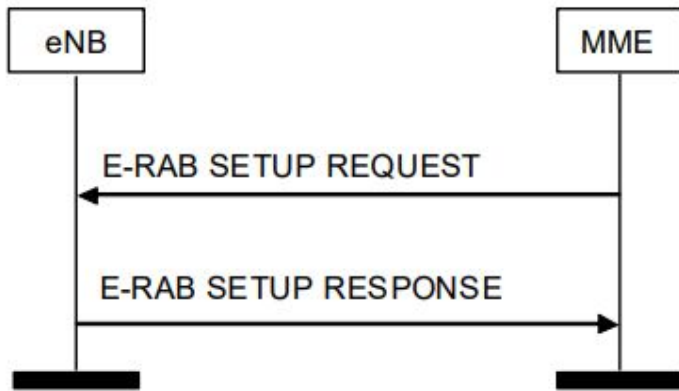 eNB
MME
E-RAB SETUP REQUEST
E-RAB SETUP RESPONSE